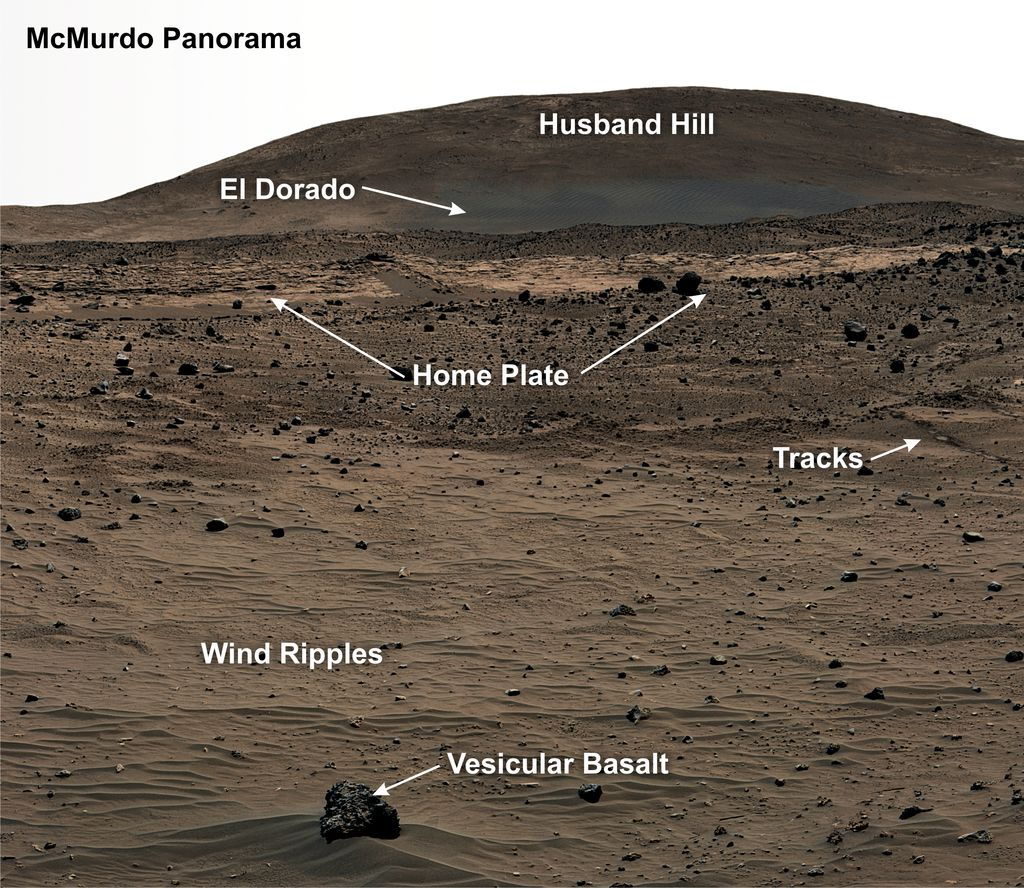 McMurdo Panorama
Husband Hill
El Dorado
Home Plate
Tracks
Wind Ripples
Vesicular Basalt